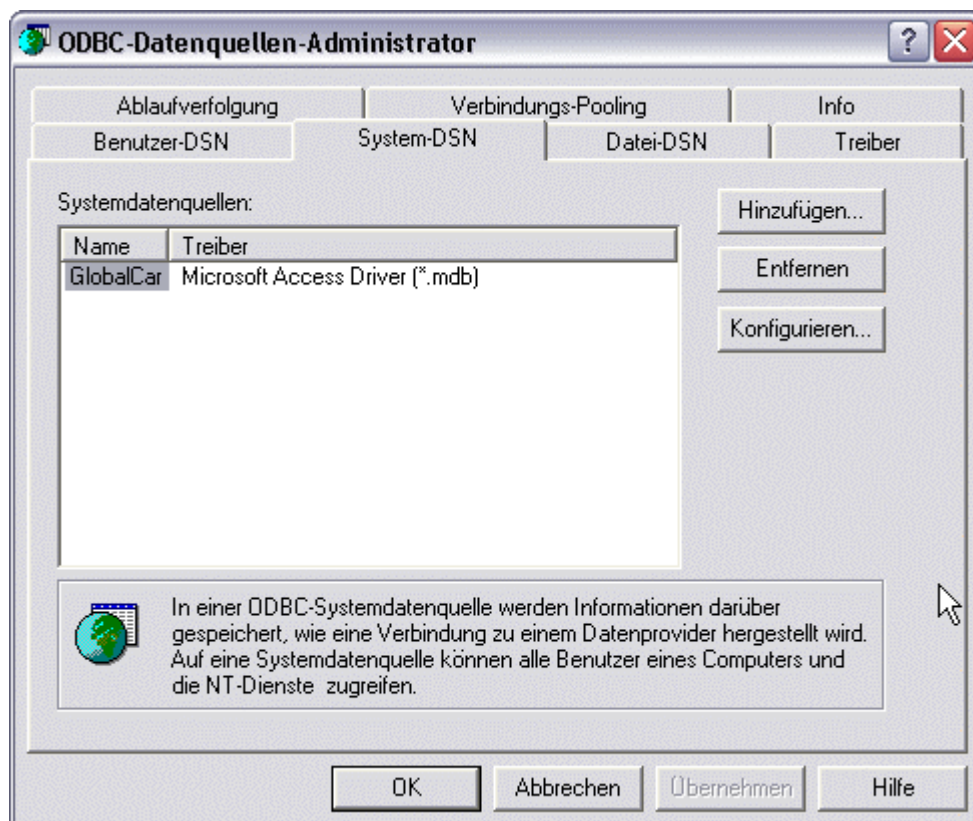 ODBC-Datenquellen-Administrator
?
Ablaufverfolgung Verbindungs-Pooling Info
Benutzer-DSN System-DSN Datei-DSN Treiber
Systemdatenquellen:
Name Treiber
GlobalCar Microsoft Access Driver (*.mdb)
Hinzufügen...
Entfernen
Konfigurieren...
In einer ODBC-Systemdatenquelle werden Informationen darüber
gespeichert, wie eine Verbindung zu einem Datenprovider hergestellt wird.
Auf eine Systemdatenquelle können alle Benutzer eines Computers und
die NT-Dienste zugreifen.
OK Abbrechen Übernehmen Hilfe